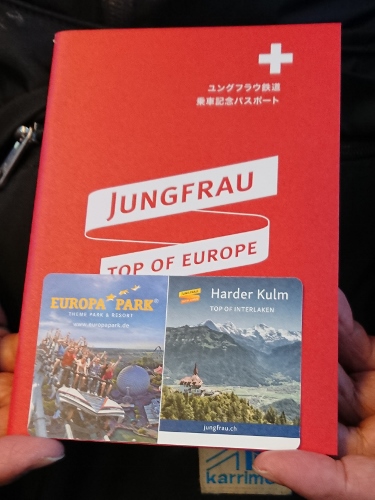 ユングフラウ鉄道
乗車記念パスポート
JUNGFRAU
TOP OF EUROPE
EUROPA PARK®
THEME PARK & RESORT
www.europapark.de
Harder Kulm
TOP OF INTERLAKEN
jungfrau.ch
karrimor